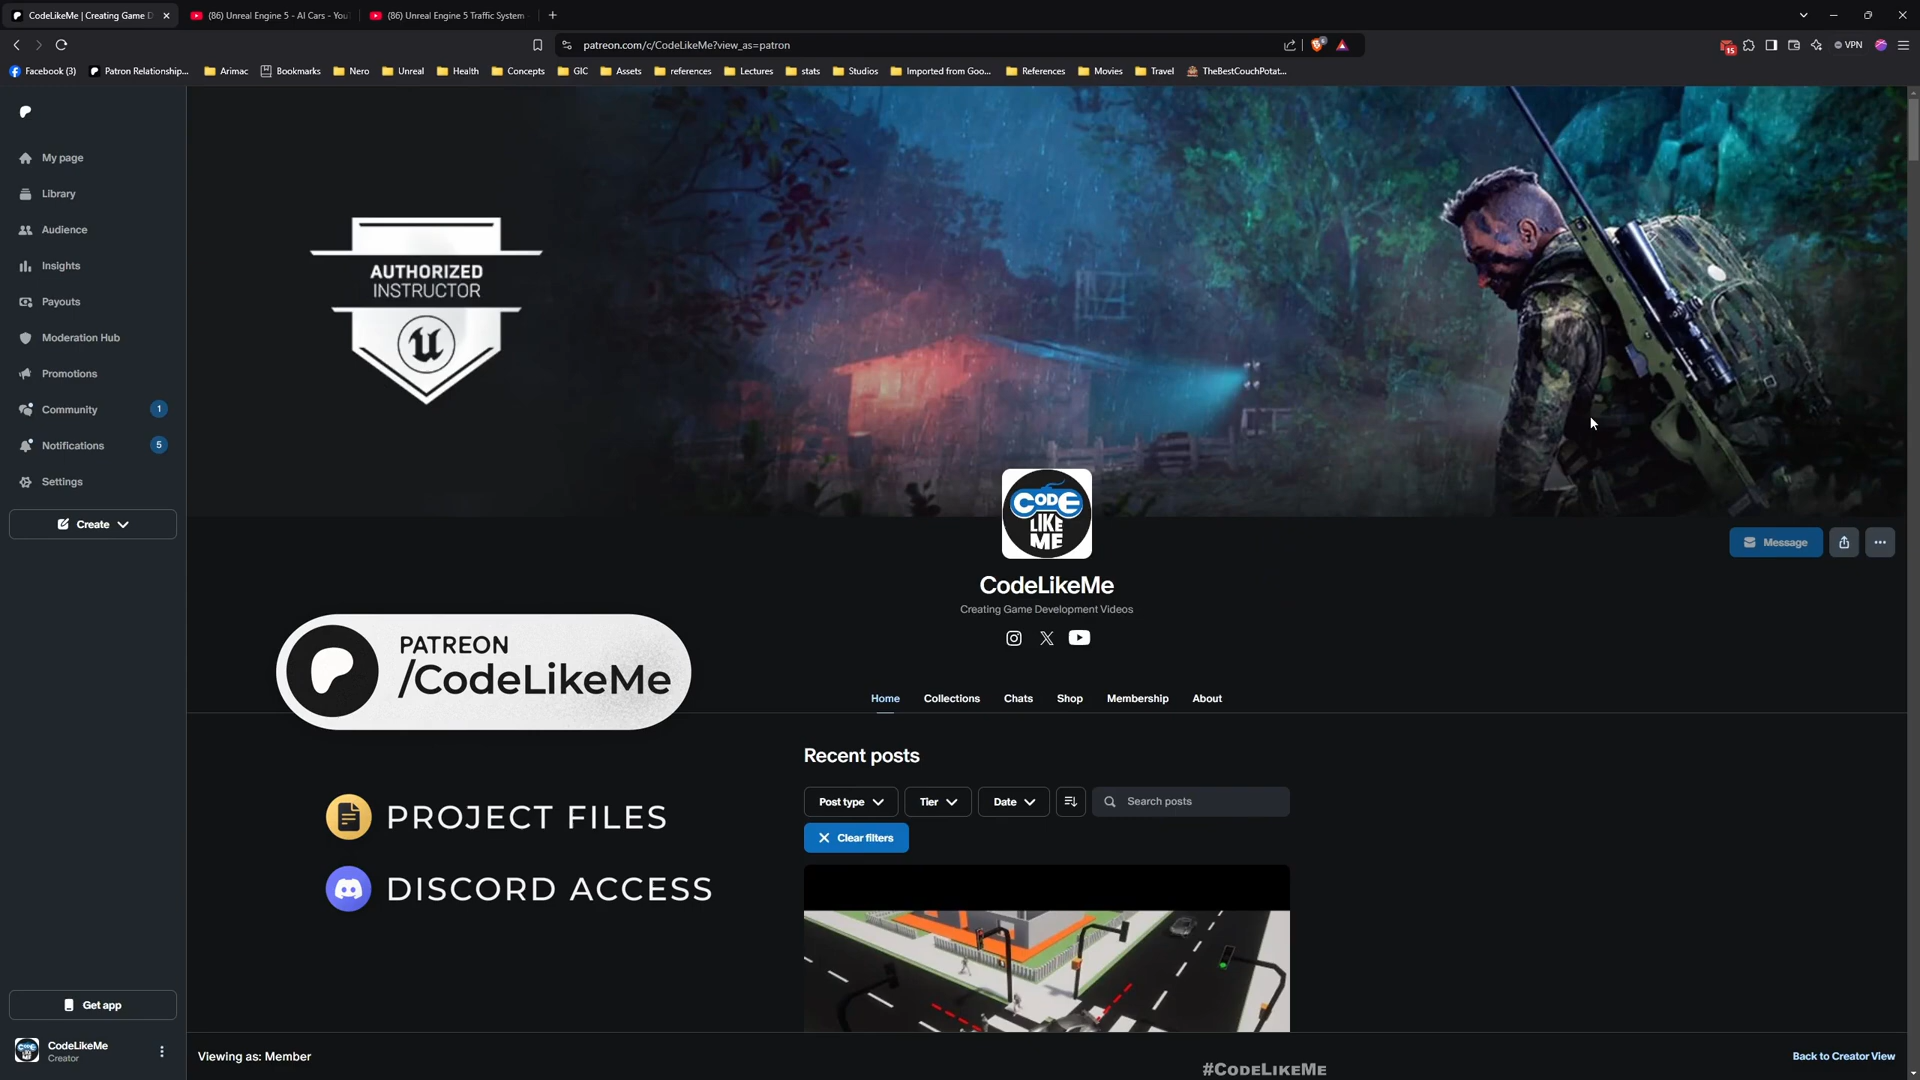 CodeLikeMe | Creating Game D
(86) Unreal Engine 5 - AI Cars - You
(86) Unreal Engine 5 Traffic System
patreon.com/c/CodeLikeMe?view_as=patron
15
6
VPN
Facebook (3)
Patron Relationship...
Arimac
Bookmarks
Nero
Unreal
Health
Concepts
GIC
Assets
references
Lectures
stats
Studios
Imported from Goo...
References
Movies
Travel
TheBestCouchPotat...
My page
Library
Audience
Insights
Payouts
Moderation Hub
Promotions
Community 1
Notifications 5
Settings
Create
AUTHORIZED
INSTRUCTOR
CODE
LIKE
ME
Message
CodeLikeMe
Creating Game Development Videos
PATREON
/CodeLikeMe
Home
Collections
Chats
Shop
Membership
About
Recent posts
Post type
Tier
Date
Search posts
Clear filters
PROJECT FILES
DISCORD ACCESS
Get app
CodeLikeMe
Creator
Viewing as: Member
Back to Creator View
#CodeLikeMe